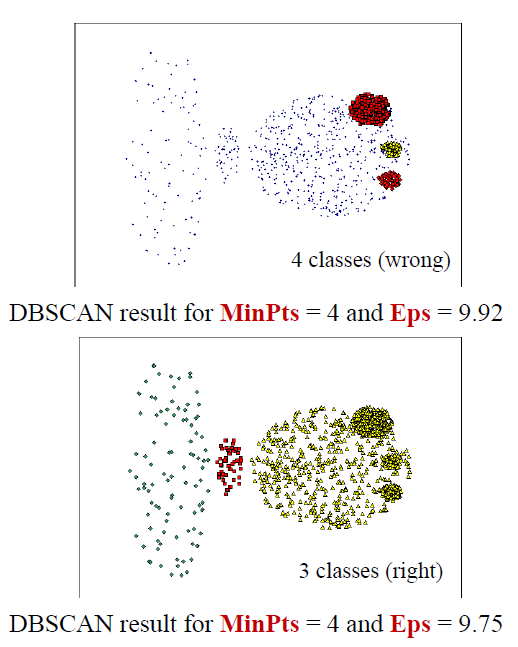 4 classes (wrong)
DBSCAN result for MinPts = 4 and Eps = 9.92
3 classes (right)
DBSCAN result for MinPts = 4 and Eps = 9.75